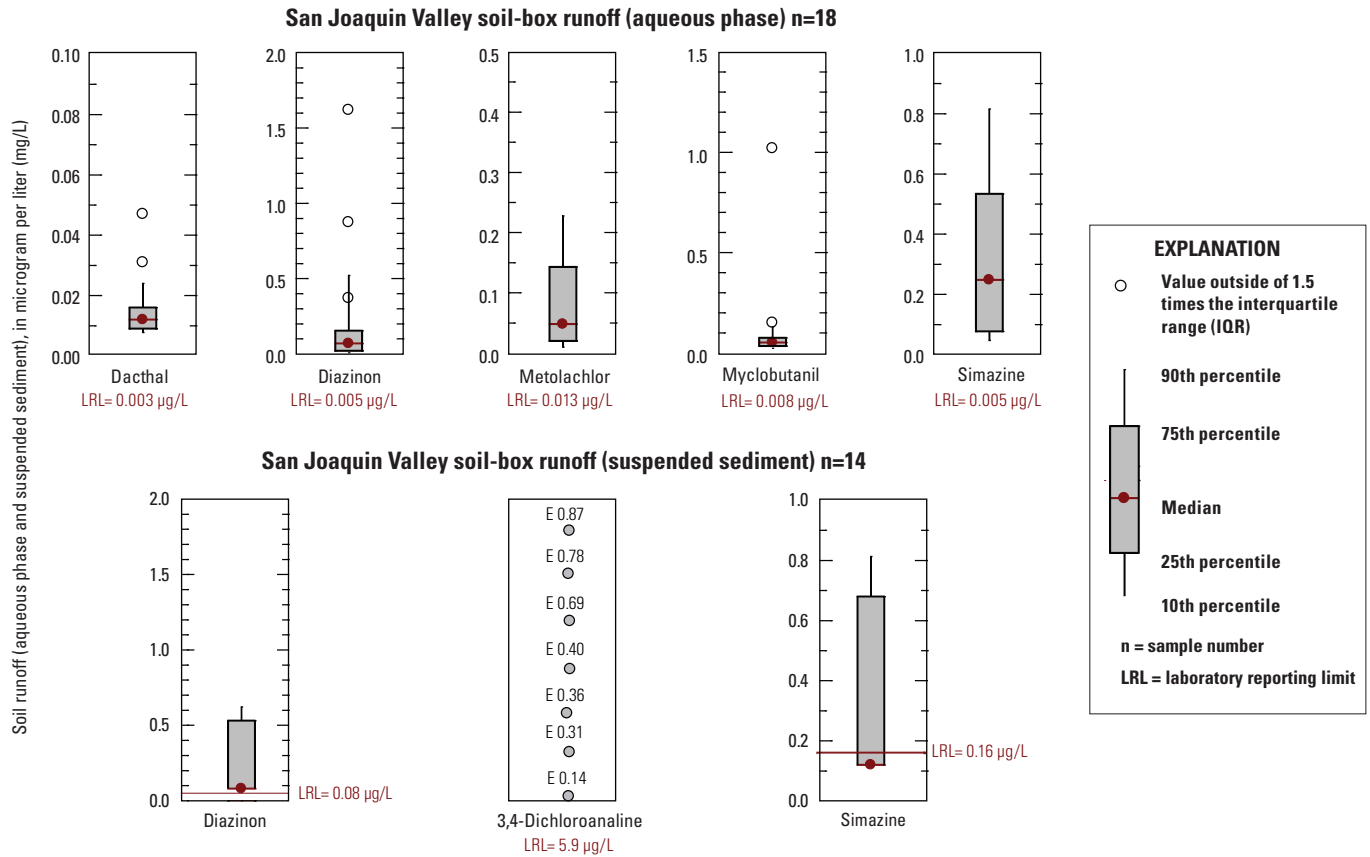 San Joaquin Valley soil-box runoff (aqueous phase) n=18
Soil runoff (aqueous phase and suspended sediment), in microgram per liter (mg/L)
0.10
0.08
0.06
0.04
0.02
0.00
Dacthal
LRL= 0.003 µg/L
2.0
1.5
1.0
0.5
0.0
Diazinon
LRL= 0.005 µg/L
0.5
0.4
0.3
0.2
0.1
0.0
Metolachlor
LRL= 0.013 µg/L
1.5
1.0
0.5
0.0
Myclobutanil
LRL= 0.008 µg/L
1.0
0.8
0.6
0.4
0.2
0.0
Simazine
LRL= 0.005 µg/L
San Joaquin Valley soil-box runoff (suspended sediment) n=14
2.0
1.5
1.0
0.5
0.0
LRL= 0.08 µg/L
Diazinon
E 0.87
E 0.78
E 0.69
E 0.40
E 0.36
E 0.31
E 0.14
3,4-Dichloroanaline
LRL= 5.9 µg/L
1.0
0.8
0.6
0.4
0.2
0.0
LRL= 0.16 µg/L
Simazine
EXPLANATION
Value outside of 1.5
times the interquartile
range (IQR)
90th percentile
75th percentile
Median
25th percentile
10th percentile
n = sample number
LRL = laboratory reporting limit